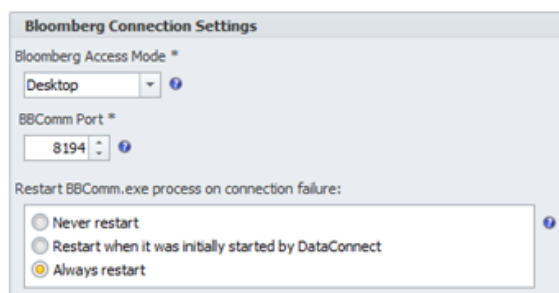 Bloomberg Connection Settings
Bloomberg Access Mode *
Desktop
BBComm Port *
8194
Restart BBComm.exe process on connection failure:
Never restart
Restart when it was initially started by DataConnect
Always restart